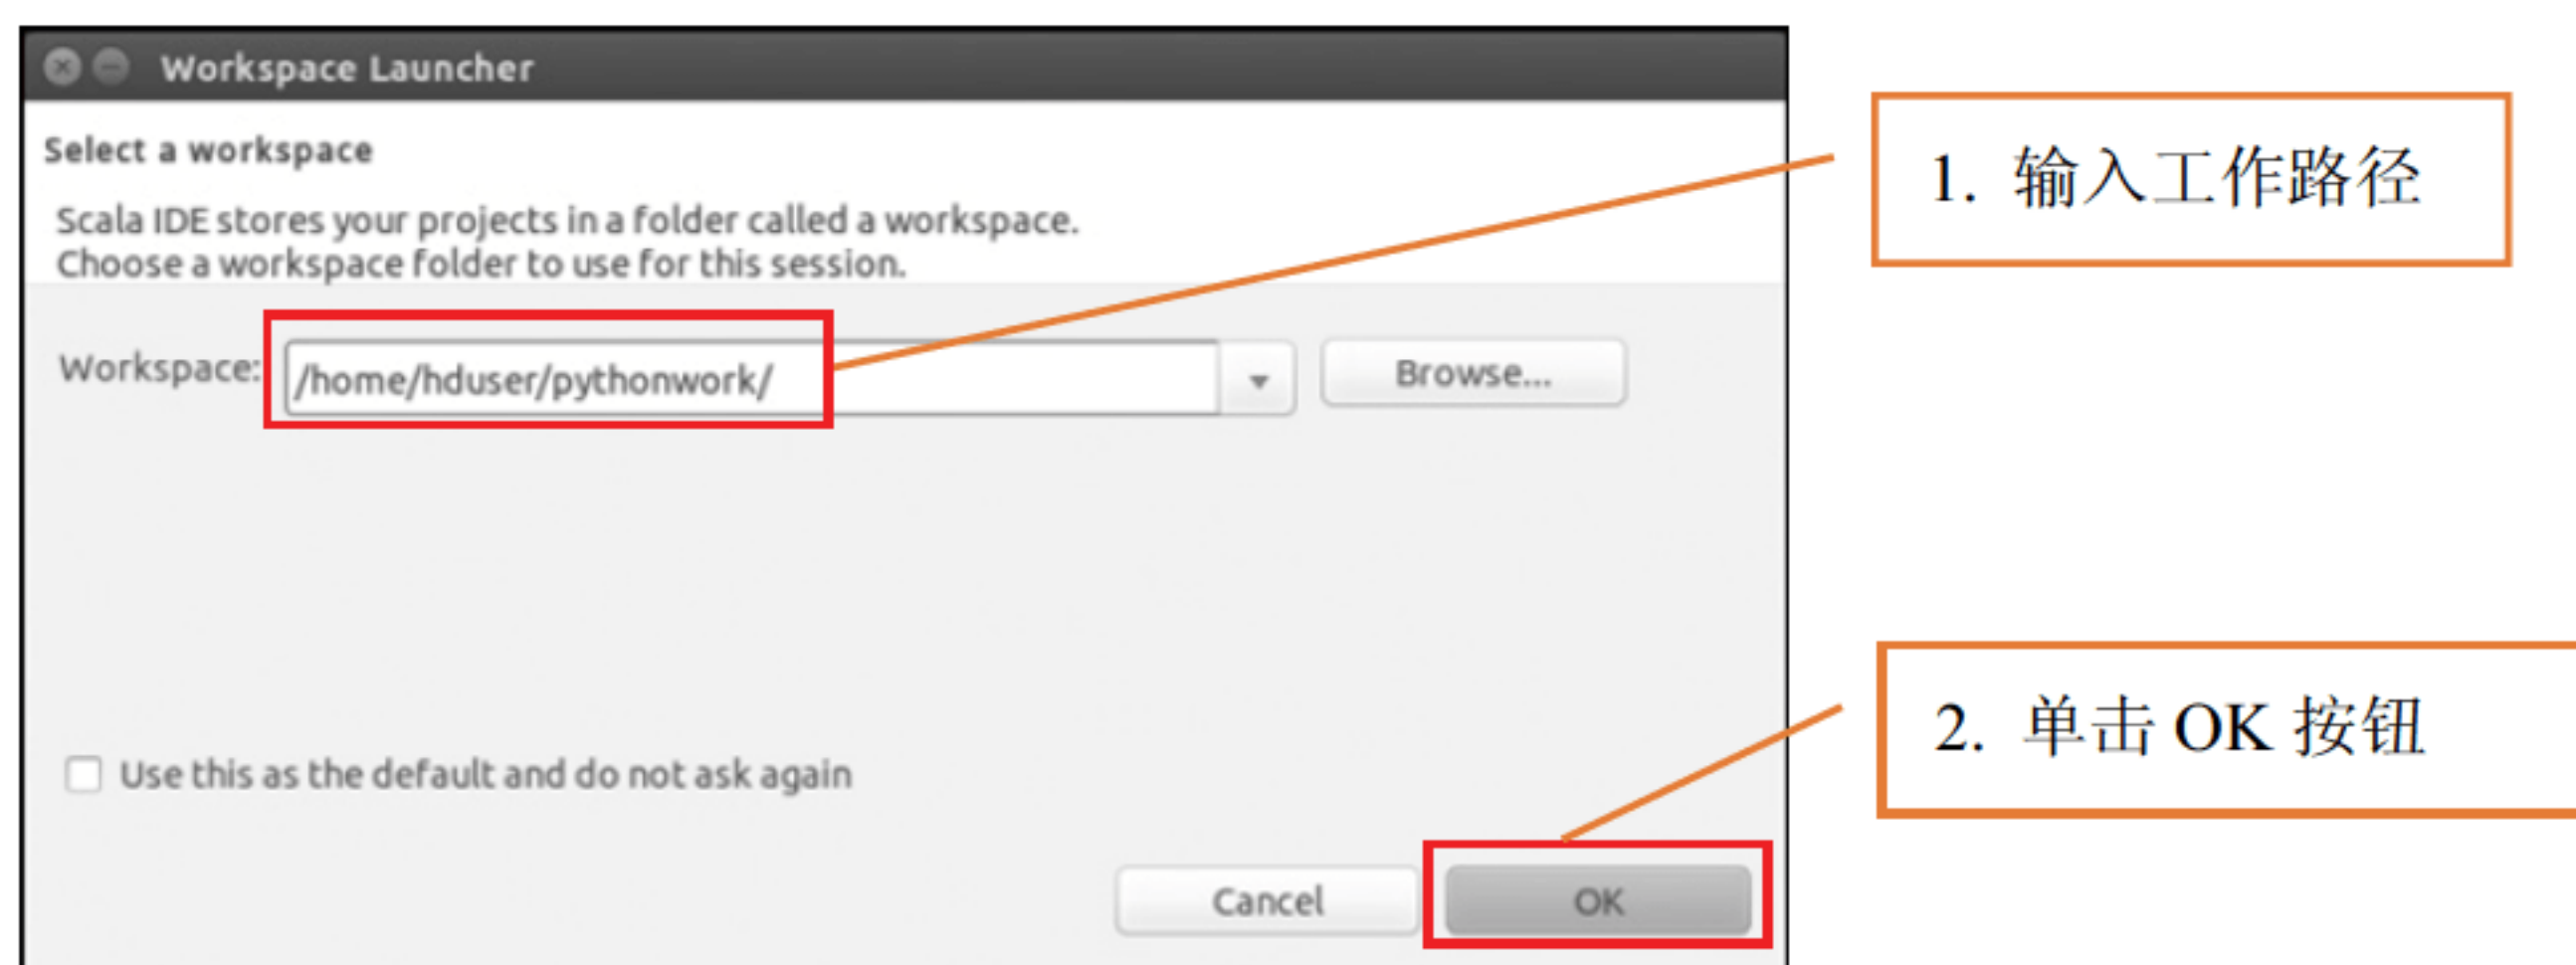 Workspace Launcher
Select a workspace
Scala IDE stores your projects in a folder called a workspace.
Choose a workspace folder to use for this session.
Workspace: /home/hduser/pythonwork/ Browse...
Use this as the default and do not ask again
Cancel OK
1. 输入工作路径
2. 单击 OK 按钮